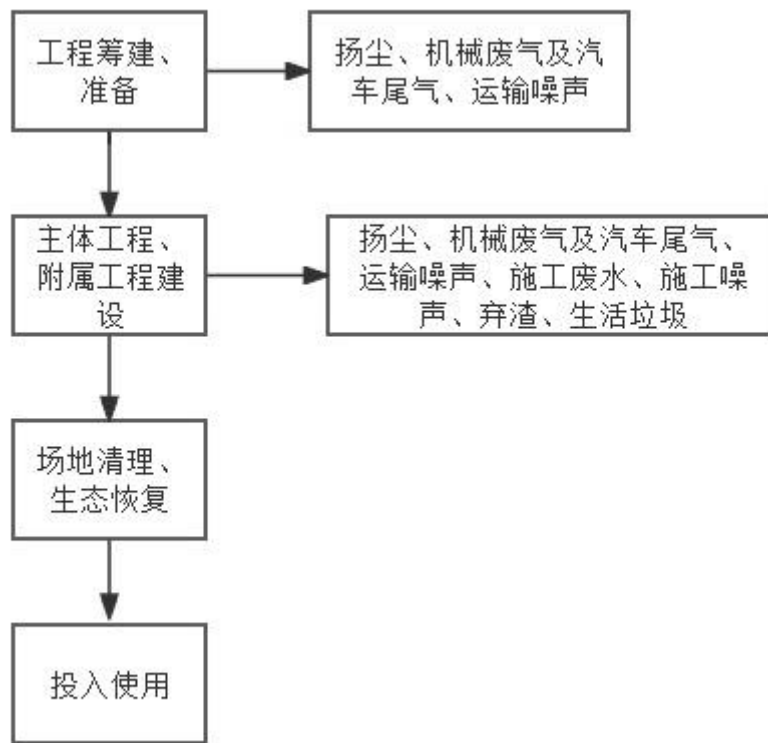 工程筹建、
准备
扬尘、机械废气及汽
车尾气、运输噪声
主体工程、
附属工程建
设
扬尘、机械废气及汽车尾气、
运输噪声、施工废水、施工噪
声、弃渣、生活垃圾
场地清理、
生态恢复
投入使用